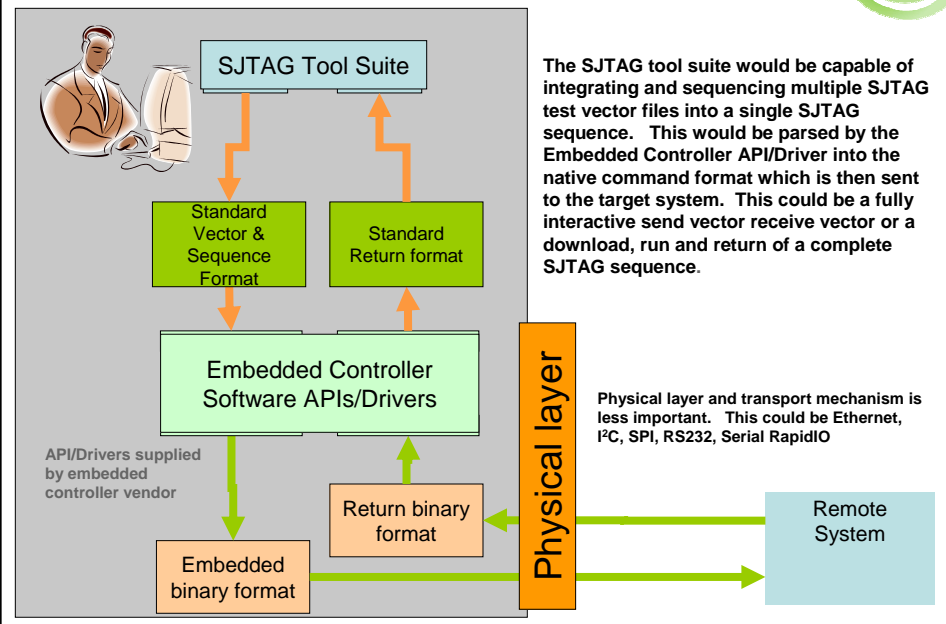 SJTAG Tool Suite
The SJTAG tool suite would be capable of
integrating and sequencing multiple SJTAG
test vector files into a single SJTAG
sequence. This would be parsed by the
Embedded Controller API/Driver into the
native command format which is then sent
to the target system. This could be a fully
interactive send vector receive vector or a
download, run and return of a complete
SJTAG sequence.
Standard
Vector &
Sequence
Format
Standard
Return format
Embedded Controller
Software APIs/Drivers
Physical layer
Physical layer and transport mechanism is
less important. This could be Ethernet,
I²C, SPI, RS232, Serial RapidIO
API/Drivers supplied
by embedded
controller vendor
Return binary
format
Remote
System
Embedded
binary format